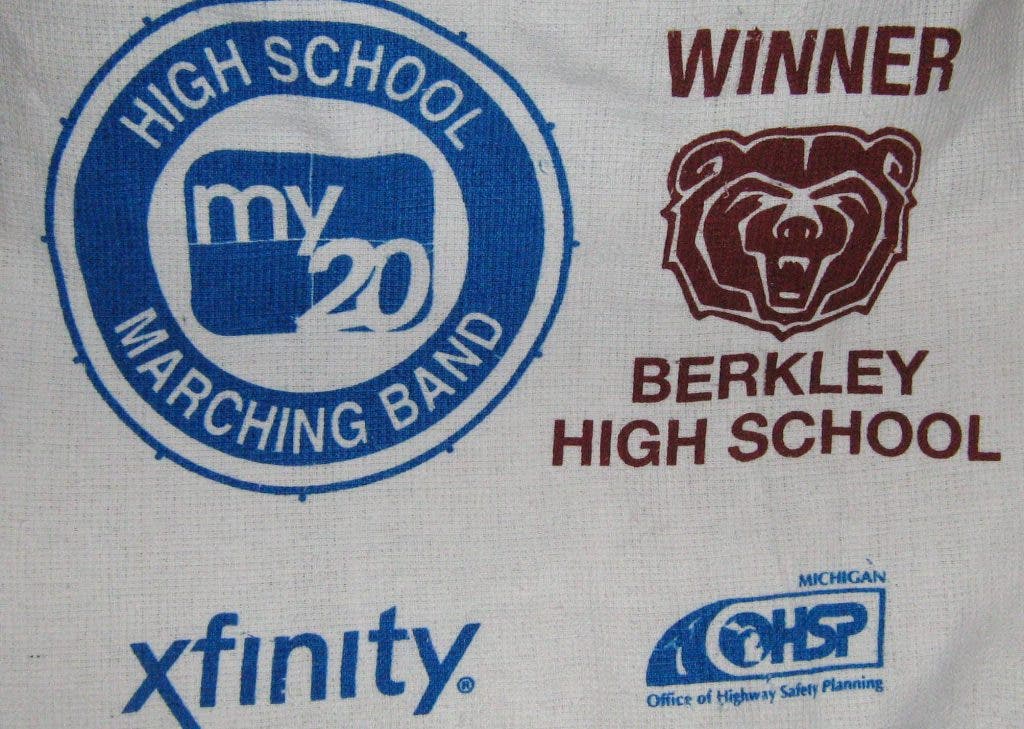 HIGH SCHOOL
my
20
MARCHING BAND
WINNER
BERKLEY
HIGH SCHOOL
xfinity®
MICHIGAN
OHSP
Office of Highway Safety Planning